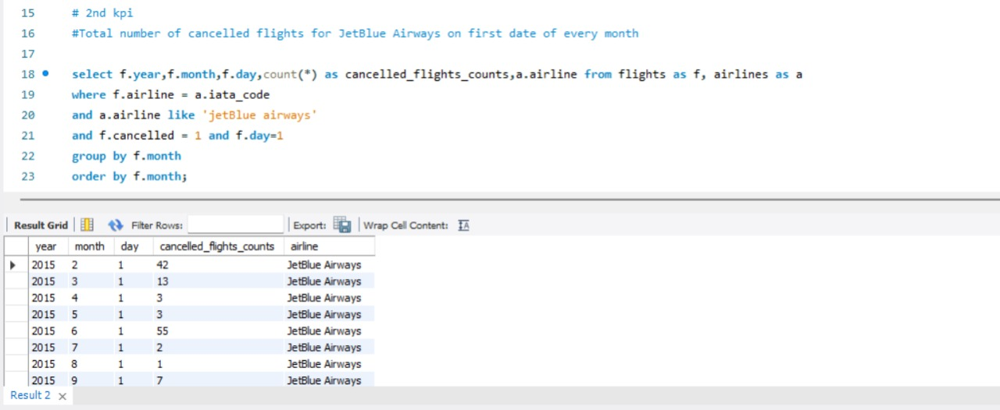 15 # 2nd kpi
16 #Total number of cancelled flights for JetBlue Airways on first date of every month
17
18 select f.year,f.month,f.day,count(*) as cancelled_flights_counts,a.airline from flights as f, airlines as a
19 where f.airline = a.iata_code
20 and a.airline like 'jetBlue airways'
21 and f.cancelled = 1 and f.day=1
22 group by f.month
23 order by f.month;
Result Grid Filter Rows: Export: Wrap Cell Content: IA
year month day cancelled_flights_counts airline
2015 2 1 42 JetBlue Airways
2015 3 1 13 JetBlue Airways
2015 4 1 3 JetBlue Airways
2015 5 1 3 JetBlue Airways
2015 6 1 55 JetBlue Airways
2015 7 1 2 JetBlue Airways
2015 8 1 1 JetBlue Airways
2015 9 1 7 JetBlue Airways
Result 2 ×